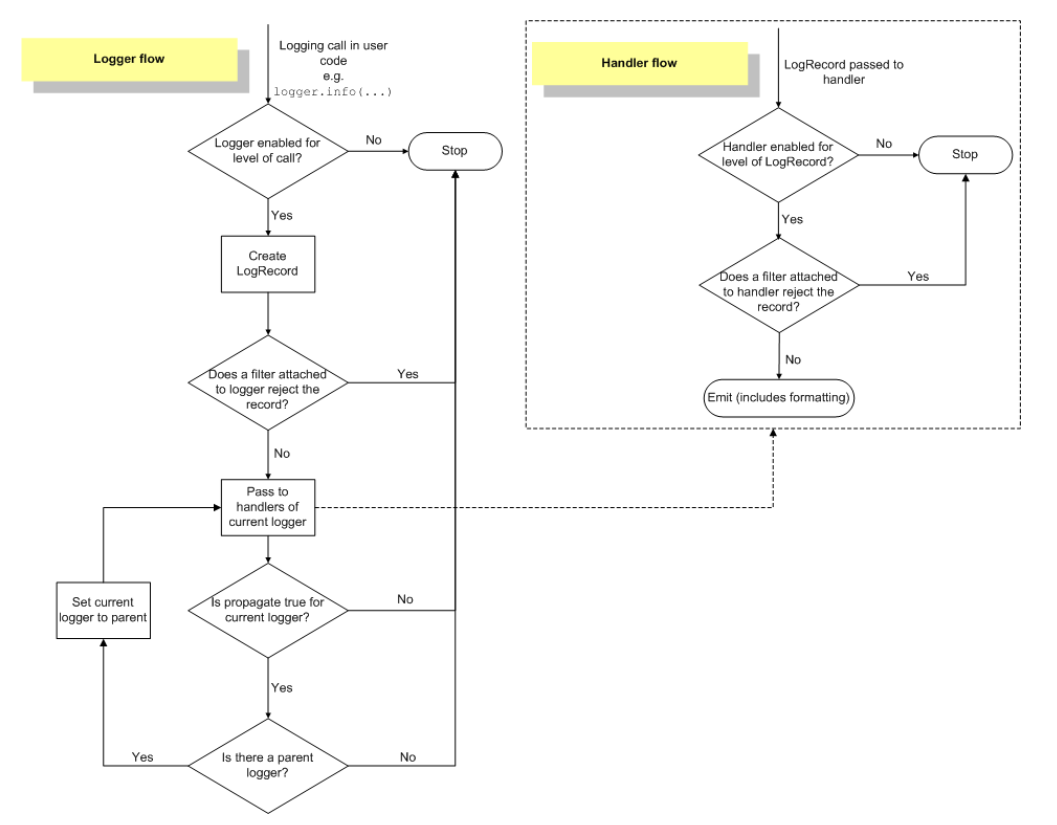 Logger flow
Logging call in user
code
e.g.
logger.info(...)
Logger enabled for
level of call?
No
Stop
Yes
Create
LogRecord
Does a filter attached
to logger reject the
record?
Yes
No
Pass to
handlers of
current logger
Is propagate true for
current logger?
No
Set current
logger to parent
Yes
Is there a parent
logger?
Yes
No
Handler flow
LogRecord passed to
handler
Handler enabled for
level of LogRecord?
No
Stop
Yes
Does a filter attached
to handler reject the
record?
Yes
No
Emit (includes formatting)